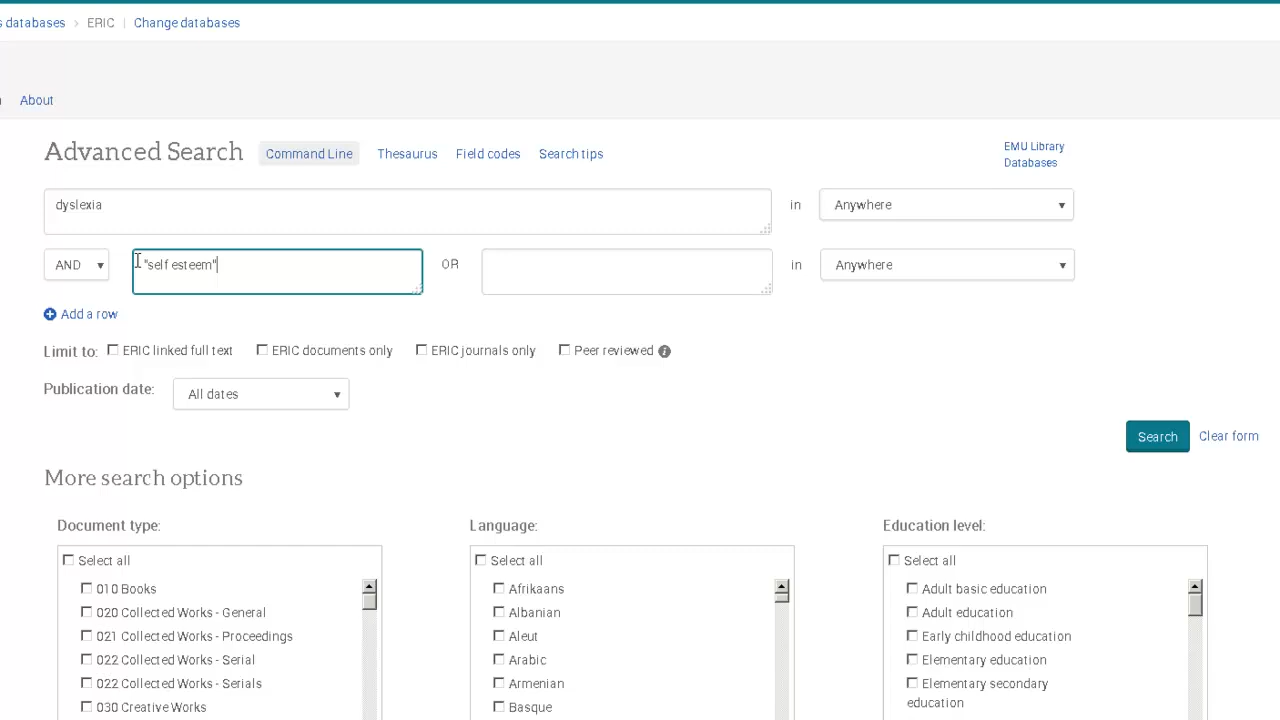 s databases > ERIC | Change databases
About
Advanced Search Command Line Thesaurus Field codes Search tips
EMU Library
Databases
dyslexia in Anywhere
AND "self esteem" OR in Anywhere
Add a row
Limit to: ERIC linked full text ERIC documents only ERIC journals only Peer reviewed i
Publication date: All dates
Search Clear form
More search options
Document type: Language: Education level:
Select all Select all Select all
010 Books Afrikaans Adult basic education
020 Collected Works - General Albanian Adult education
021 Collected Works - Proceedings Aleut Early childhood education
022 Collected Works - Serial Arabic Elementary education
022 Collected Works - Serials Armenian Elementary secondary
education
030 Creative Works Basque